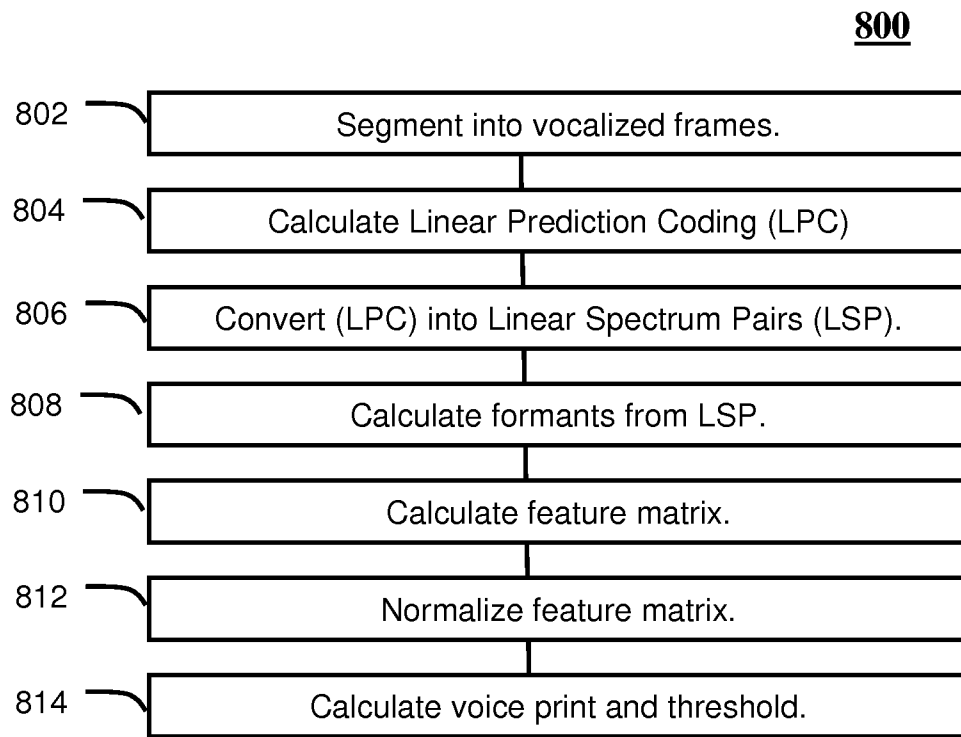 800
802
Segment into vocalized frames.
804
Calculate Linear Prediction Coding (LPC)
806
Convert (LPC) into Linear Spectrum Pairs (LSP).
808
Calculate formants from LSP.
810
Calculate feature matrix.
812
Normalize feature matrix.
814
Calculate voice print and threshold.